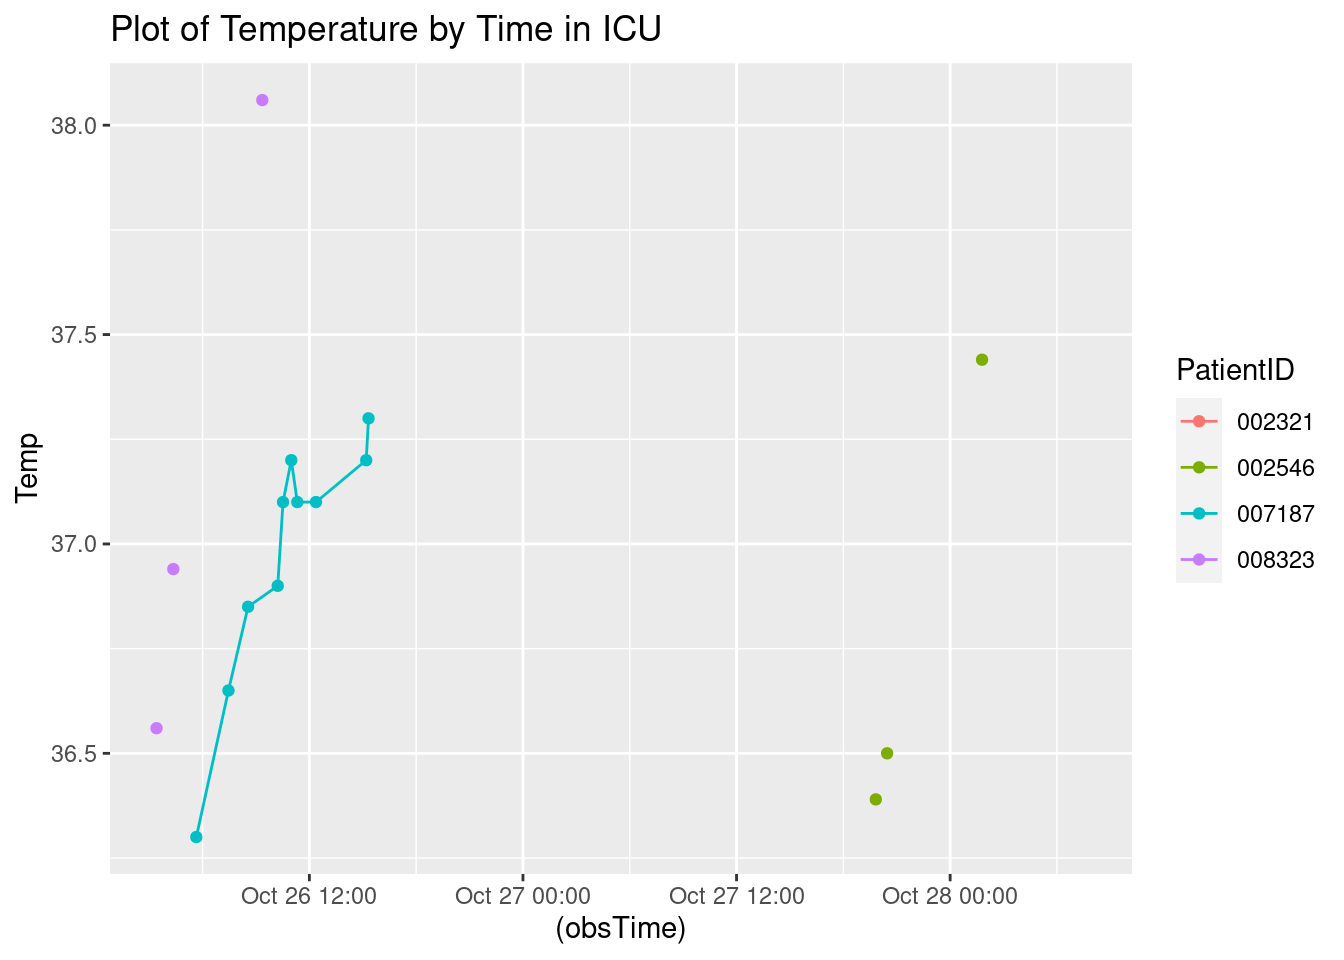 Plot of Temperature by Time in ICU
38.0
37.5
37.0
36.5
Temp
Oct 26 12:00 Oct 27 00:00 Oct 27 12:00 Oct 28 00:00
(obsTime)
PatientID
002321
002546
007187
008323